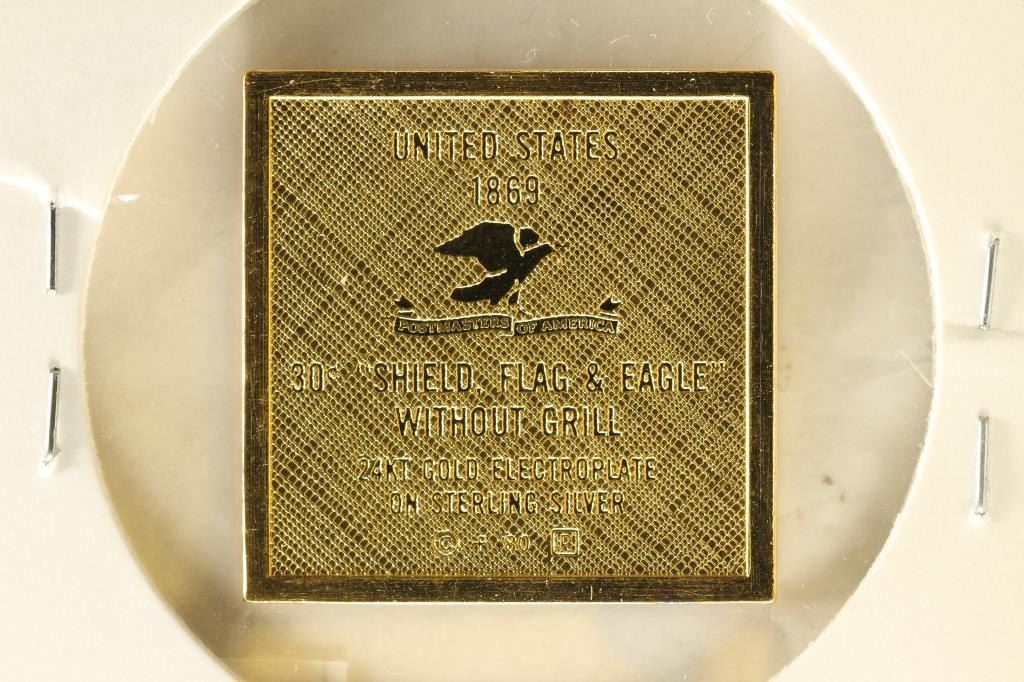 UNITED STATES
1869
POSTMASTERS OF AMERICA
30¢ "SHIELD, FLAG & EAGLE"
WITHOUT GRILL
24KT GOLD ELECTROPLATE
ON STERLING SILVER